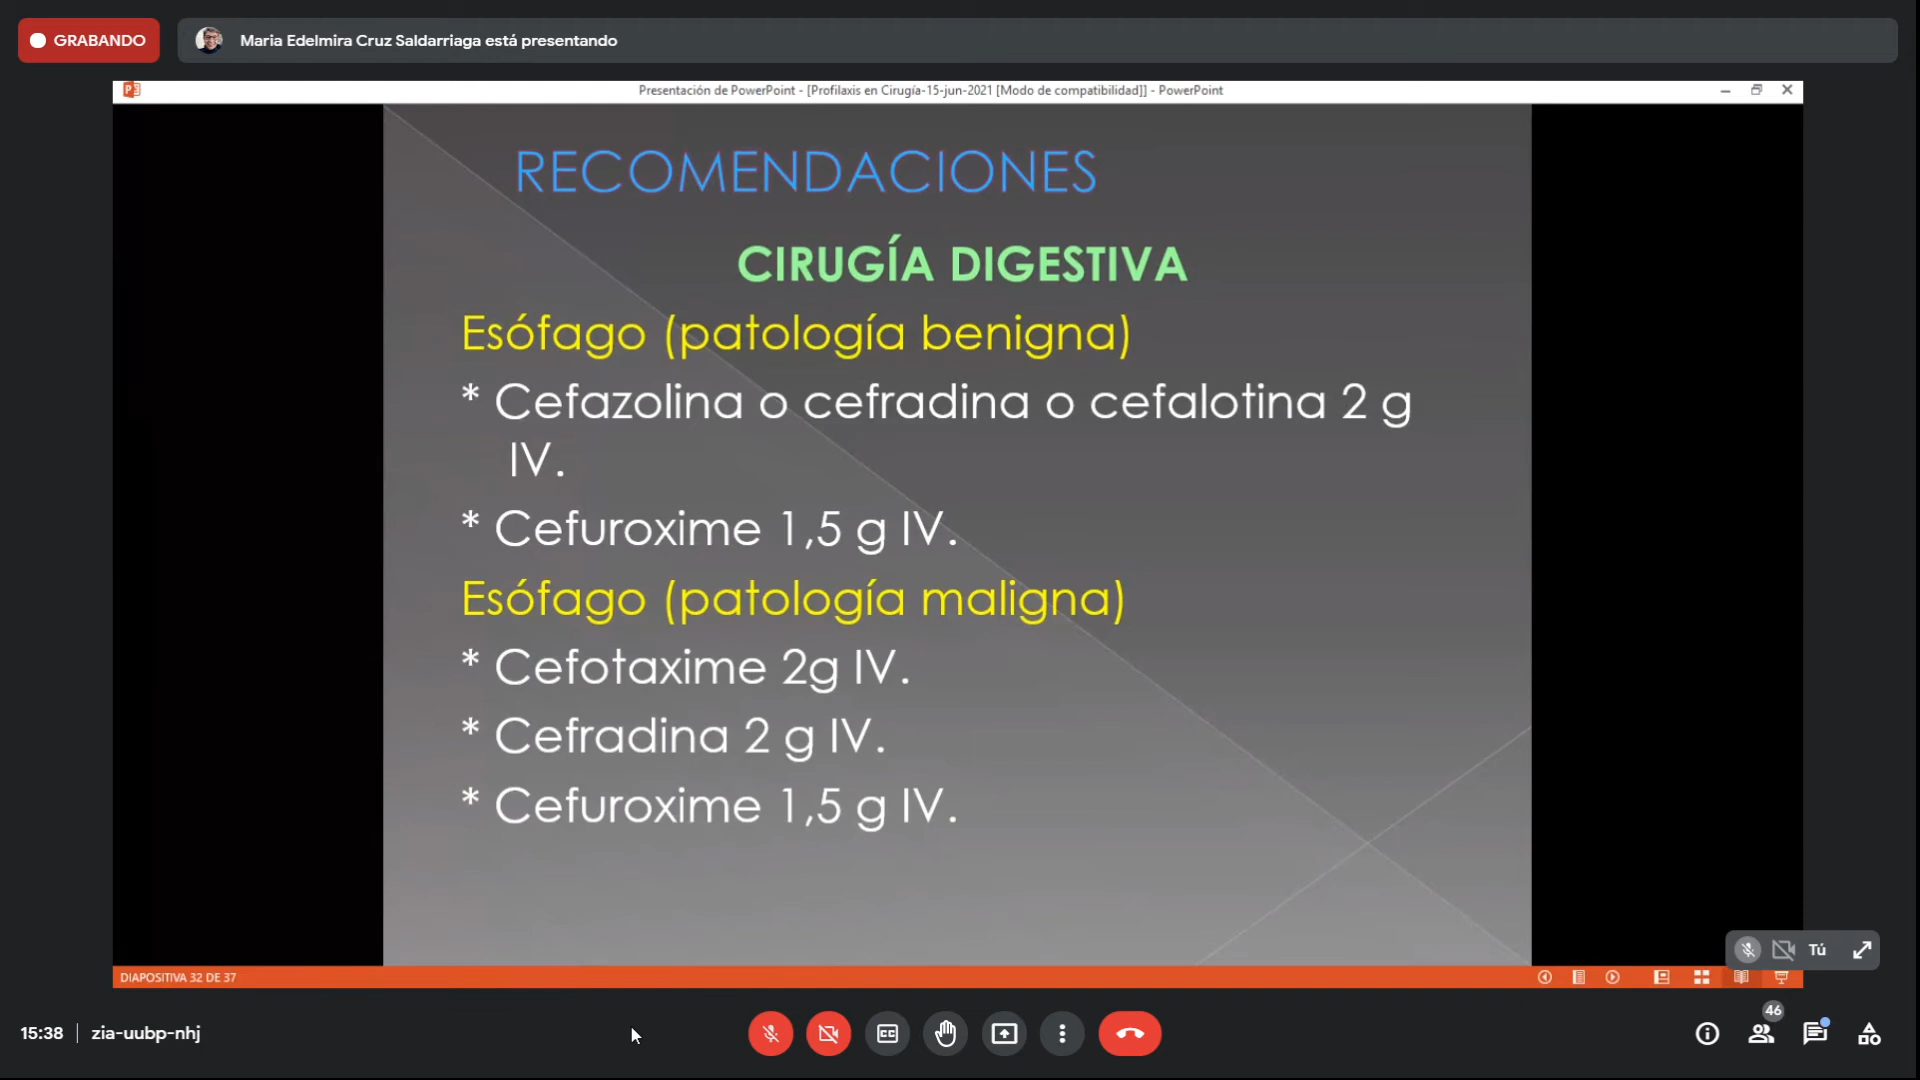 GRABANDO
Maria Edelmira Cruz Saldarriaga está presentando
Presentación de PowerPoint - [Profilaxis en Cirugía-15-jun-2021 [Modo de compatibilidad]] - PowerPoint
RECOMENDACIONES
CIRUGÍA DIGESTIVA
Esófago (patología benigna)
* Cefazolina o cefradina o cefalotina 2 g
IV.
* Cefuroxime 1,5 g IV.
Esófago (patología maligna)
* Cefotaxime 2g IV.
* Cefradina 2 g IV.
* Cefuroxime 1,5 g IV.
Tú
DIAPOSITIVA 32 DE 37
15:38 | zia-uubp-nhj
CC
46